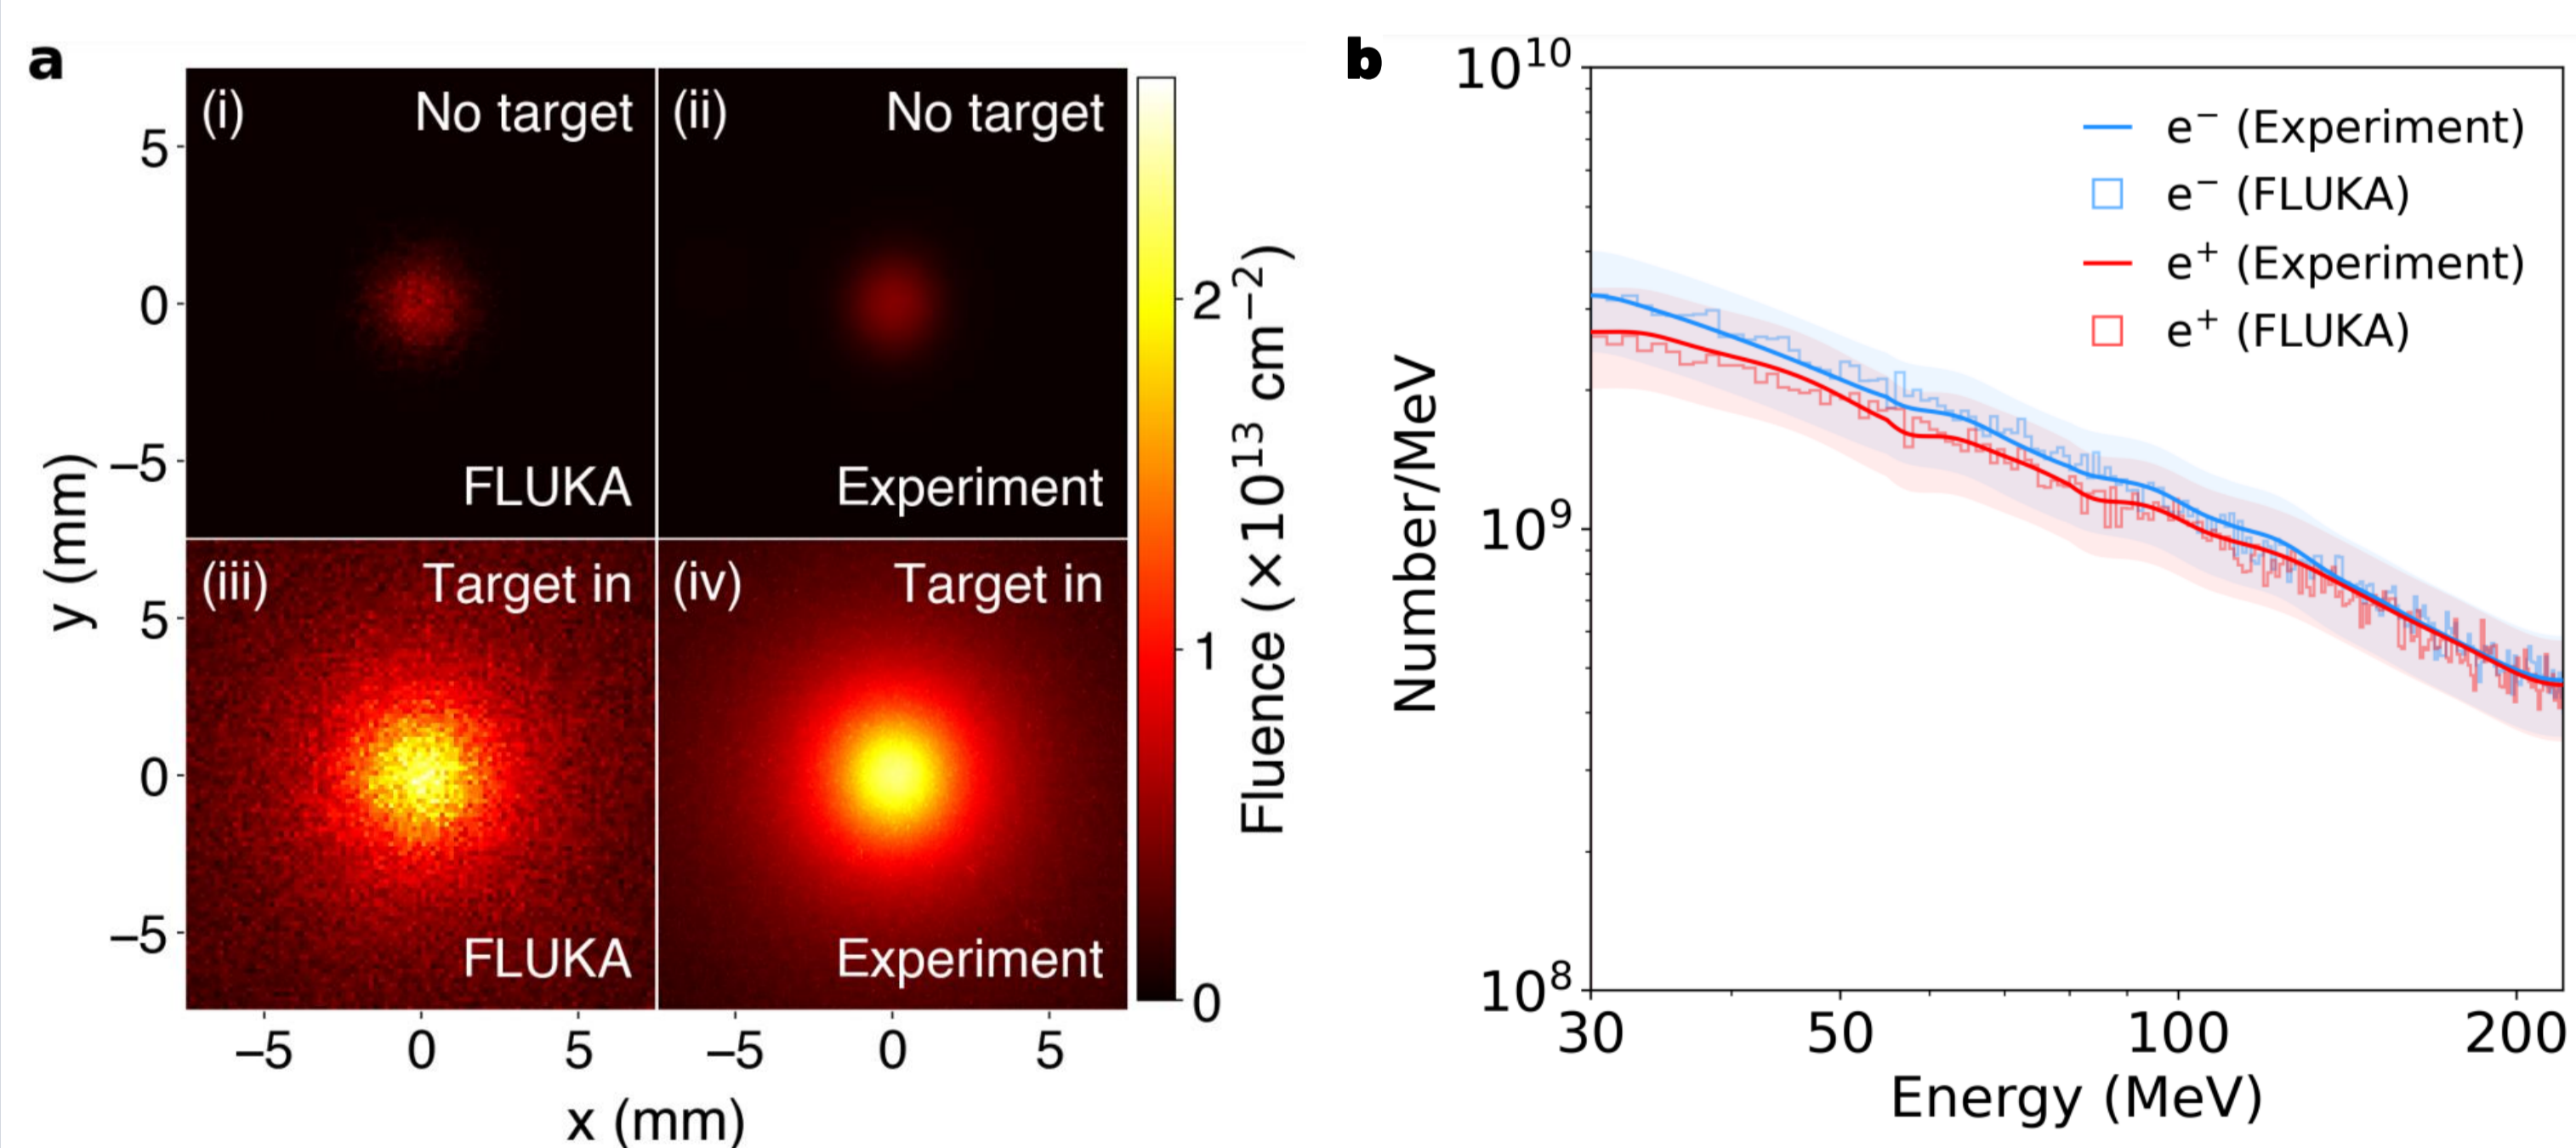 a
(i) No target
FLUKA
(ii) No target
Experiment
(iii) Target in
FLUKA
(iv) Target in
Experiment
5
0
−5
5
0
−5
y (mm)
−5 0 5 −5 0 5
x (mm)
2
1
0
Fluence (×10¹³ cm⁻²)
b
10¹⁰
10⁹
10⁸
Number/MeV
e⁻ (Experiment)
e⁻ (FLUKA)
e⁺ (Experiment)
e⁺ (FLUKA)
30 50 100 200
Energy (MeV)